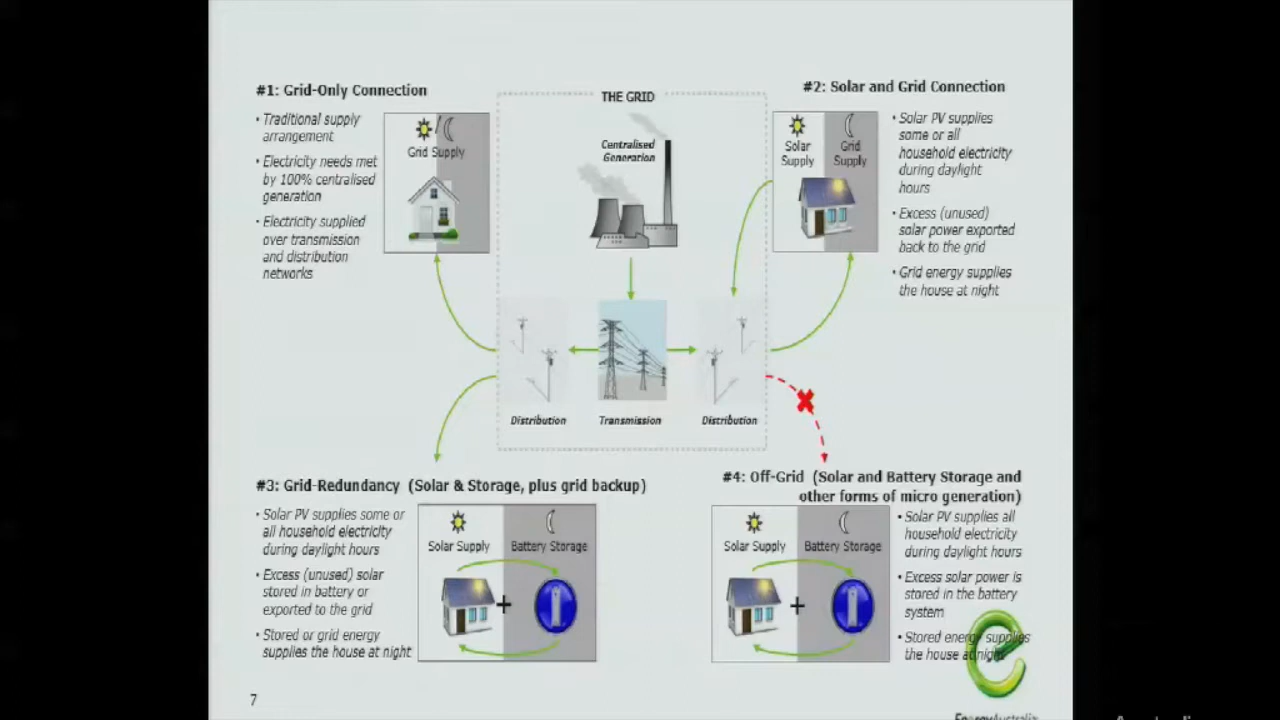 #1: Grid-Only Connection
• Traditional supply
arrangement
• Electricity needs met
by 100% centralised
generation
• Electricity supplied
over transmission
and distribution
networks
Grid Supply
THE GRID
Centralised
Generation
Distribution
Transmission
Distribution
#2: Solar and Grid Connection
Solar
Supply
Grid
Supply
• Solar PV supplies
some or all
household electricity
during daylight
hours
• Excess (unused)
solar power exported
back to the grid
• Grid energy supplies
the house at night
#3: Grid-Redundancy (Solar & Storage, plus grid backup)
• Solar PV supplies some or
all household electricity
during daylight hours
• Excess (unused) solar
stored in battery or
exported to the grid
• Stored or grid energy
supplies the house at night
Solar Supply
Battery Storage
+
#4: Off-Grid (Solar and Battery Storage and
other forms of micro generation)
Solar Supply
Battery Storage
+
• Solar PV supplies all
household electricity
during daylight hours
• Excess solar power is
stored in the battery
system
• Stored energy supplies
the house at night
EnergyAustralia
7